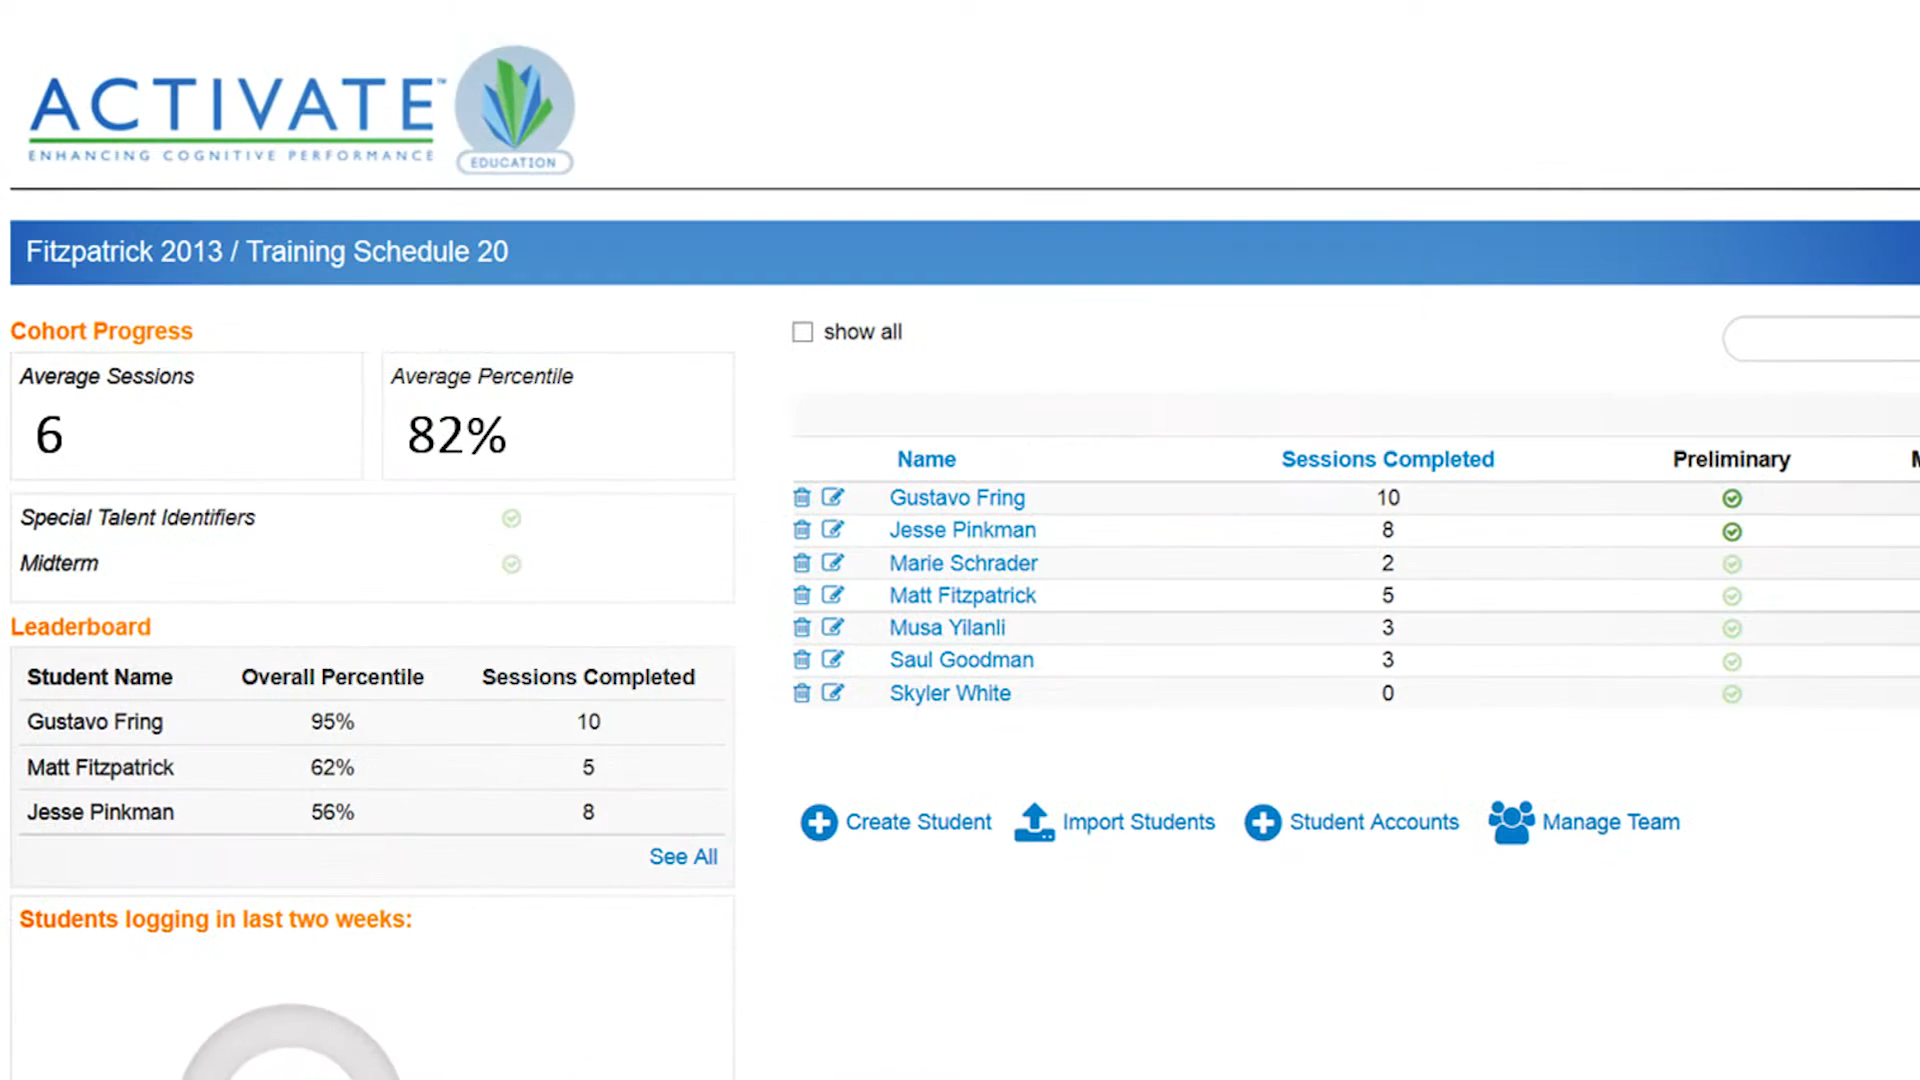 ACTIVATE™
ENHANCING COGNITIVE PERFORMANCE
EDUCATION
Fitzpatrick 2013 / Training Schedule 20
Cohort Progress
Average Sessions
6
Average Percentile
82%
Special Talent Identifiers
Midterm
Leaderboard
Student Name Overall Percentile Sessions Completed
Gustavo Fring 95% 10
Matt Fitzpatrick 62% 5
Jesse Pinkman 56% 8
See All
Students logging in last two weeks:
show all
Name Sessions Completed Preliminary
Gustavo Fring 10
Jesse Pinkman 8
Marie Schrader 2
Matt Fitzpatrick 5
Musa Yilanli 3
Saul Goodman 3
Skyler White 0
Create Student Import Students Student Accounts Manage Team